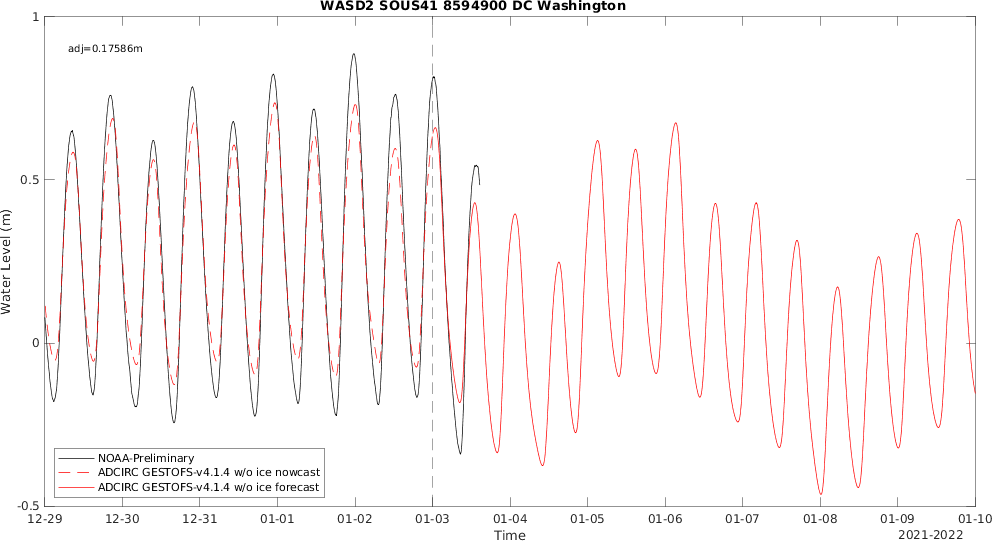 WASD2 SOUS41 8594900 DC Washington
adj=0.17586m
1
0.5
0
-0.5
Water Level (m)
NOAA-Preliminary
ADCIRC GESTOFS-v4.1.4 w/o ice nowcast
ADCIRC GESTOFS-v4.1.4 w/o ice forecast
12-29 12-30 12-31 01-01 01-02 01-03 01-04 01-05 01-06 01-07 01-08 01-09 01-10
Time
2021-2022